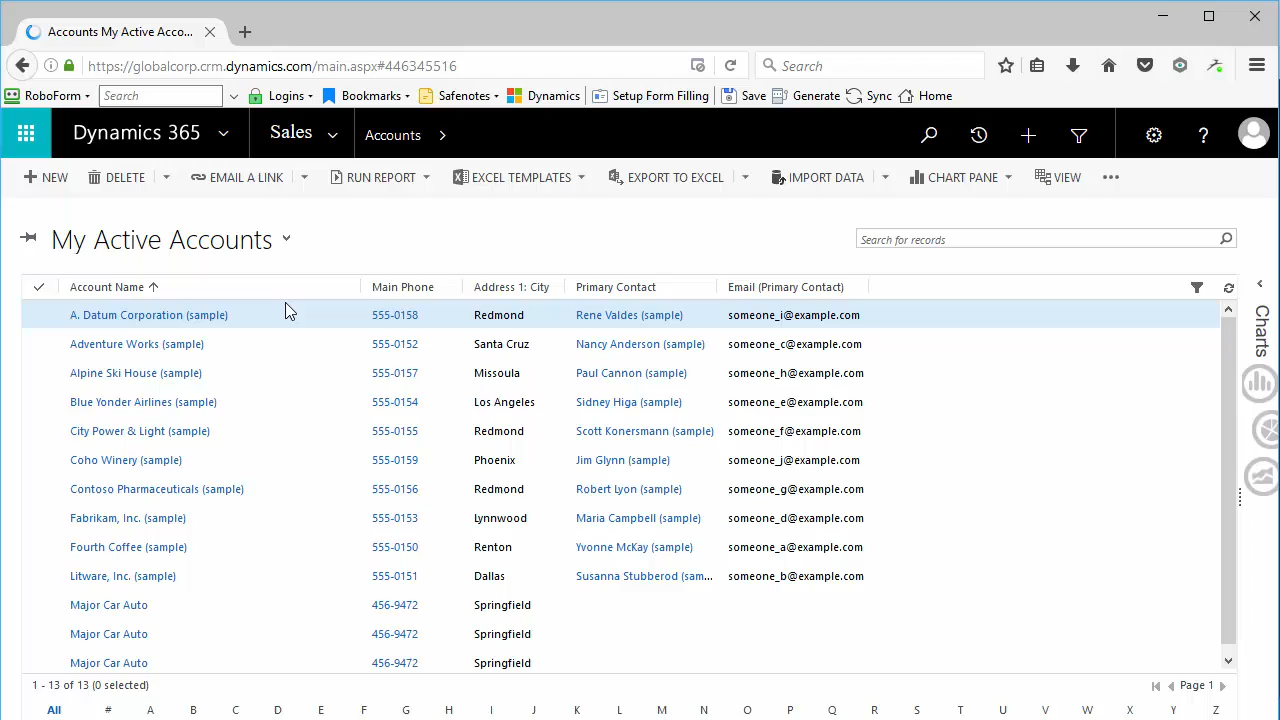 Accounts My Active Acco...
https://globalcorp.crm.dynamics.com/main.aspx#446345516
Search
RoboForm Search Logins Bookmarks Safenotes Dynamics Setup Form Filling Save Generate Sync Home
Dynamics 365 Sales Accounts
NEW DELETE EMAIL A LINK RUN REPORT EXCEL TEMPLATES EXPORT TO EXCEL IMPORT DATA CHART PANE VIEW
My Active Accounts
Search for records
Account Name Main Phone Address 1: City Primary Contact Email (Primary Contact)
A. Datum Corporation (sample) 555-0158 Redmond Rene Valdes (sample) someone_i@example.com
Adventure Works (sample) 555-0152 Santa Cruz Nancy Anderson (sample) someone_c@example.com
Alpine Ski House (sample) 555-0157 Missoula Paul Cannon (sample) someone_h@example.com
Blue Yonder Airlines (sample) 555-0154 Los Angeles Sidney Higa (sample) someone_e@example.com
City Power & Light (sample) 555-0155 Redmond Scott Konersmann (sample) someone_f@example.com
Coho Winery (sample) 555-0159 Phoenix Jim Glynn (sample) someone_j@example.com
Contoso Pharmaceuticals (sample) 555-0156 Redmond Robert Lyon (sample) someone_g@example.com
Fabrikam, Inc. (sample) 555-0153 Lynnwood Maria Campbell (sample) someone_d@example.com
Fourth Coffee (sample) 555-0150 Renton Yvonne McKay (sample) someone_a@example.com
Litware, Inc. (sample) 555-0151 Dallas Susanna Stubberod (sam... someone_b@example.com
Major Car Auto 456-9472 Springfield
Major Car Auto 456-9472 Springfield
Major Car Auto 456-9472 Springfield
Charts
1 - 13 of 13 (0 selected) Page 1
All # A B C D E F G H I J K L M N O P Q R S T U V W X Y Z